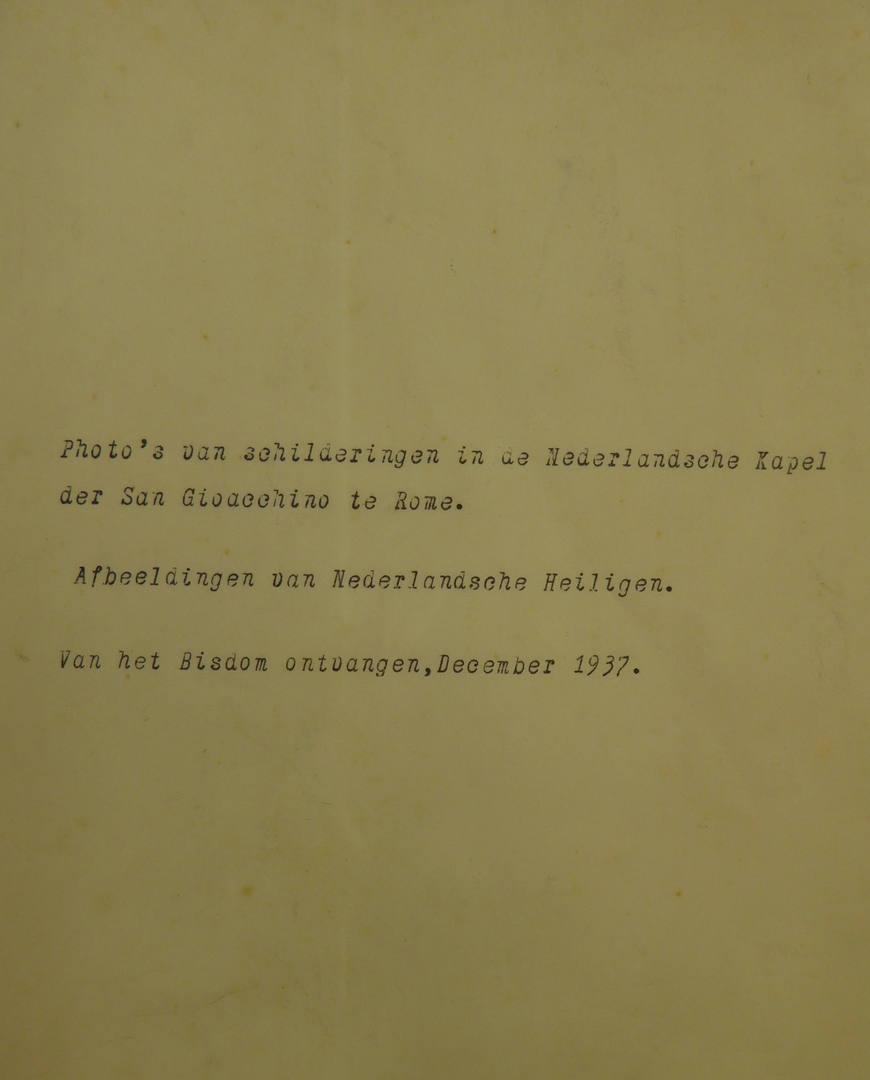 Photo's van schilderingen in de Nederlandsche Kapel
der San Gioacchino te Rome.
Afbeeldingen van Nederlandsche Heiligen.
Van het Bisdom ontvangen,December 1937.